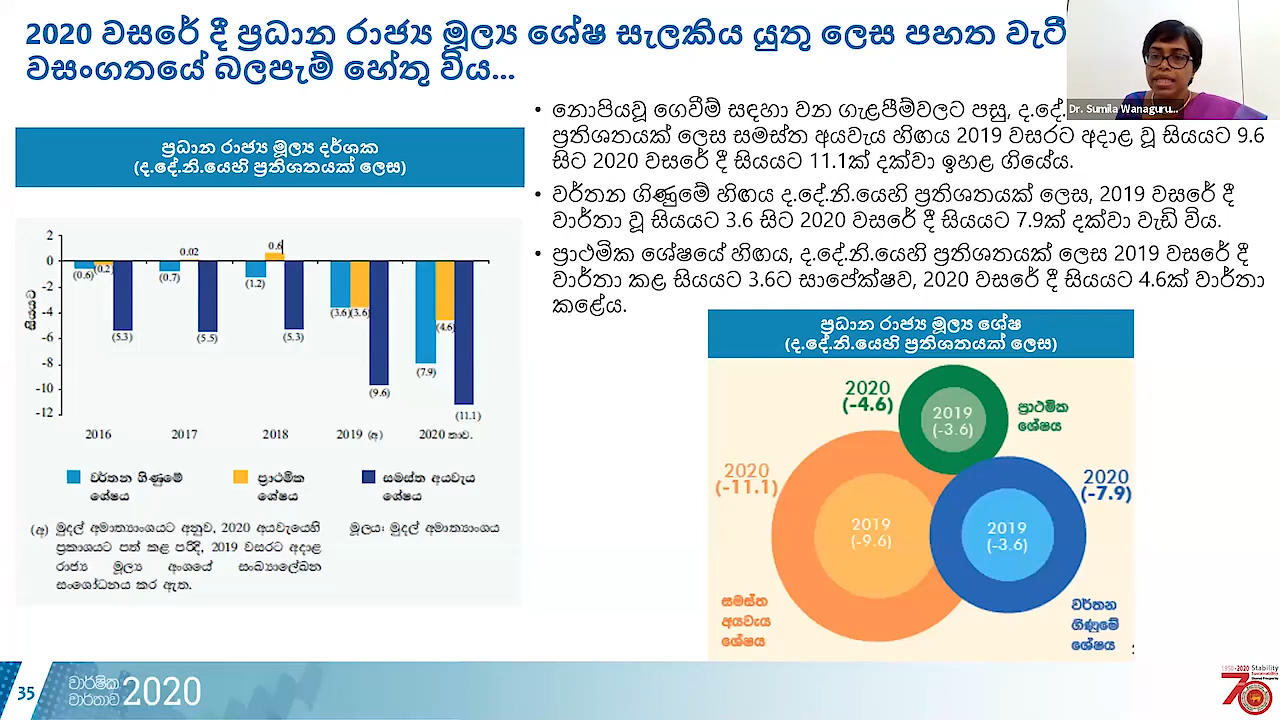 2020 වසරේ දී ප්‍රධාන රාජ්‍ය මූල්‍ය ශේෂ සැලකිය යුතු ලෙස පහත වැටී
වසංගතයේ බලපැම් හේතු විය...
Dr. Sumila Wanaguru...
ප්‍රධාන රාජ්‍ය මූල්‍ය දර්ශක
(ද.දේ.නි.යෙහි ප්‍රතිශතයක් ලෙස)
සියයට
2
0
-2
-4
-6
-8
-10
-12
(0.6)
(0.2)
(5.3)
(0.7)
0.02
(5.5)
(1.2)
0.6
(5.3)
(3.6)
(3.6)
(9.6)
(7.9)
(4.6)
(11.1)
2016
2017
2018
2019 (අ)
2020 තාව.
වර්තන ගිණුමේ
ශේෂය
ප්‍රාථමික
ශේෂය
සමස්ත අයවැය
ශේෂය
(අ) මුදල් අමාත්‍යාංශයට අනුව, 2020 අයවැයෙහි
ප්‍රකාශයට පත් කළ පරිදි, 2019 වසරට අදාළ
රාජ්‍ය මූල්‍ය අංශයේ සංඛ්‍යාලේඛන
සංශෝධනය කර ඇත.
මූලය: මුදල් අමාත්‍යාංශය
• නොපියවූ ගෙවීම් සඳහා වන ගැළපීම්වලට පසු, ද.දේ.
ප්‍රතිශතයක් ලෙස සමස්ත අයවැය හිඟය 2019 වසරට අදාළ වූ සියයට 9.6
සිට 2020 වසරේ දී සියයට 11.1ක් දක්වා ඉහළ ගියේය.
• වර්තන ගිණුමේ හිඟය ද.දේ.නි.යෙහි ප්‍රතිශතයක් ලෙස, 2019 වසරේ දී
වාර්තා වූ සියයට 3.6 සිට 2020 වසරේ දී සියයට 7.9ක් දක්වා වැඩි විය.
• ප්‍රාථමික ශේෂයේ හිඟය, ද.දේ.නි.යෙහි ප්‍රතිශතයක් ලෙස 2019 වසරේ දී
වාර්තා කළ සියයට 3.6ට සාපේක්ෂව, 2020 වසරේ දී සියයට 4.6ක් වාර්තා
කළේය.
ප්‍රධාන රාජ්‍ය මූල්‍ය ශේෂ
(ද.දේ.නි.යෙහි ප්‍රතිශතයක් ලෙස)
2020
(-4.6)
2019
(-3.6)
ප්‍රාථමික
ශේෂය
2020
(-11.1)
2019
(-9.6)
සමස්ත
අයවැය
ශේෂය
2020
(-7.9)
2019
(-3.6)
වර්තන
ගිණුමේ
ශේෂය
35
වාර්ෂික
වාර්තාව 2020
1950-2020 Stability
Sustainability
Shared Prosperity
70